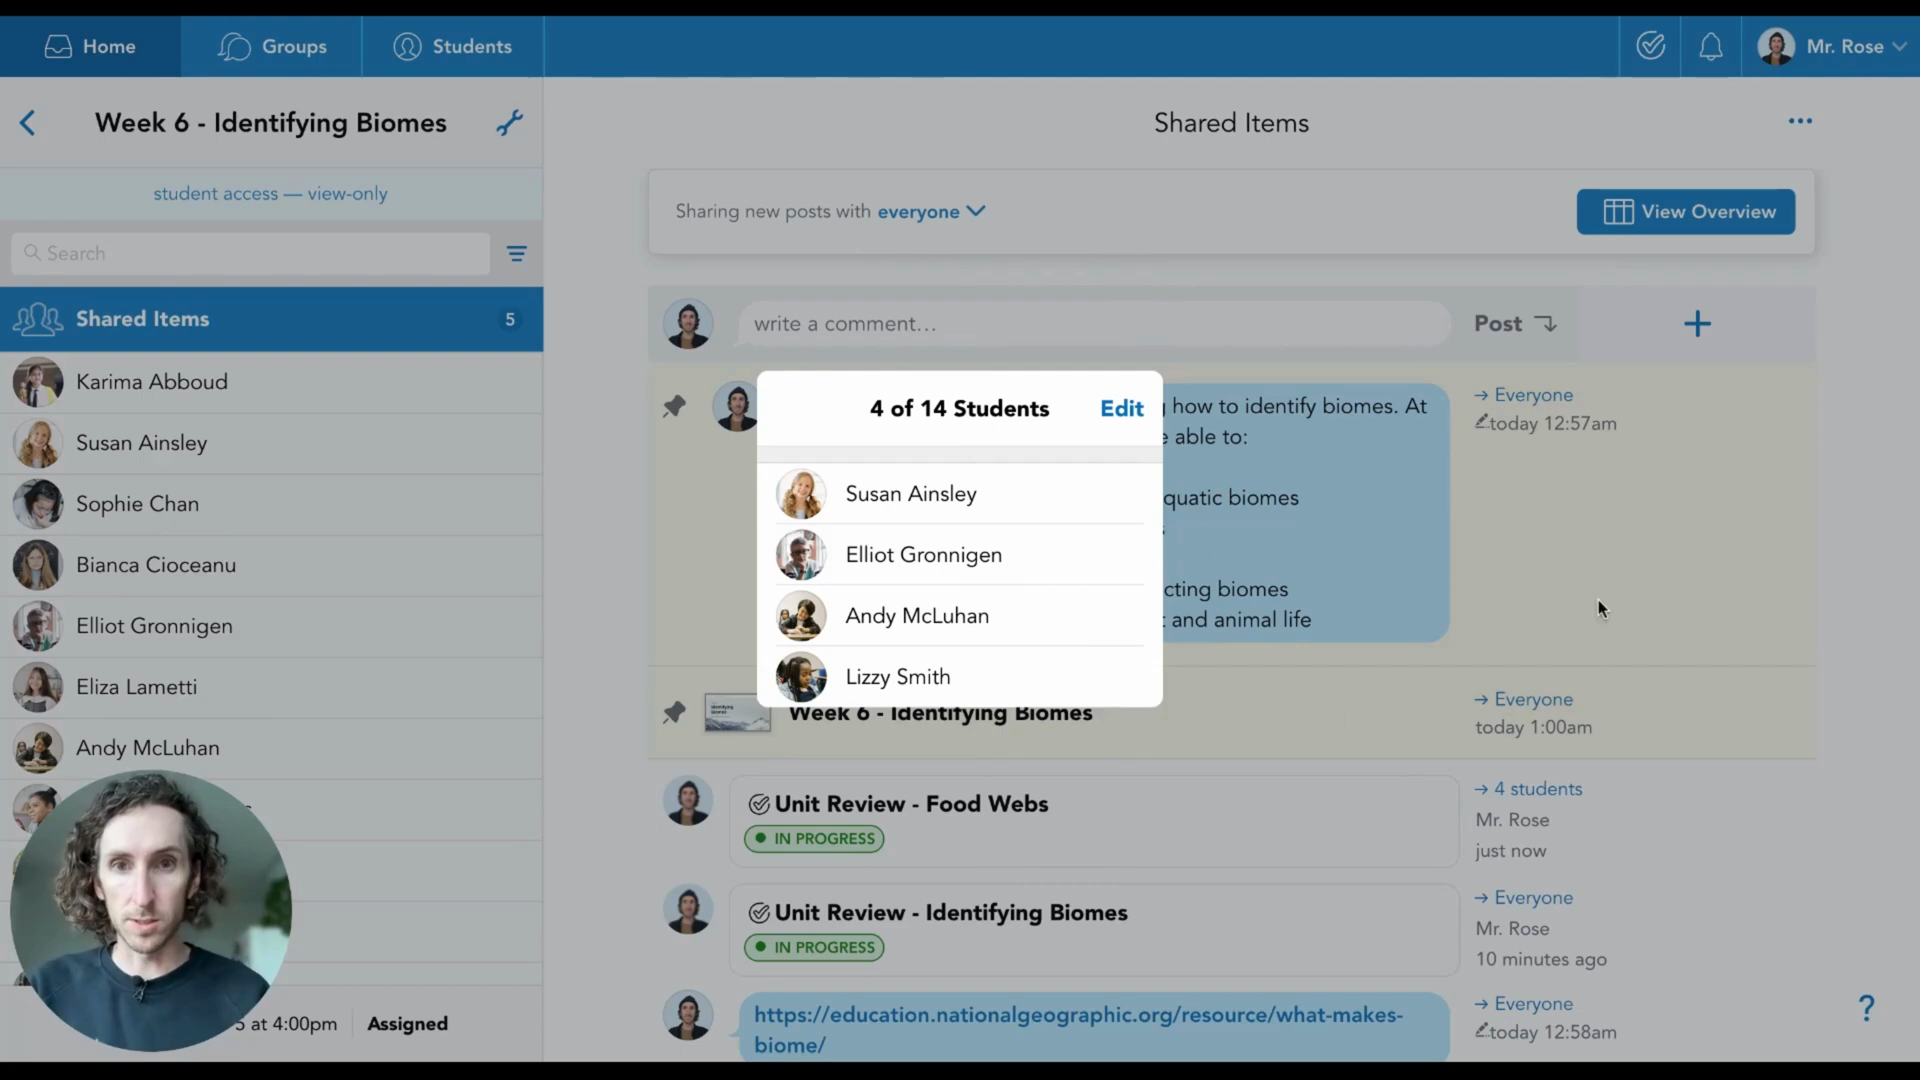 Home
Groups
Students
Mr. Rose
Week 6 - Identifying Biomes
student access — view-only
Search
Shared Items
5
Karima Abboud
Susan Ainsley
Sophie Chan
Bianca Cioceanu
Elliot Gronnigen
Eliza Lametti
Andy McLuhan
at 4:00pm
Assigned
Shared Items
Sharing new posts with everyone
View Overview
write a comment...
Post
how to identify biomes. At
able to:
quatic biomes
cting biomes
and animal life
→ Everyone
today 12:57am
4 of 14 Students
Edit
Susan Ainsley
Elliot Gronnigen
Andy McLuhan
Lizzy Smith
Week 6 - Identifying Biomes
→ Everyone
today 1:00am
Unit Review - Food Webs
IN PROGRESS
→ 4 students
Mr. Rose
just now
Unit Review - Identifying Biomes
IN PROGRESS
→ Everyone
Mr. Rose
10 minutes ago
https://education.nationalgeographic.org/resource/what-makes-
biome/
→ Everyone
today 12:58am
?